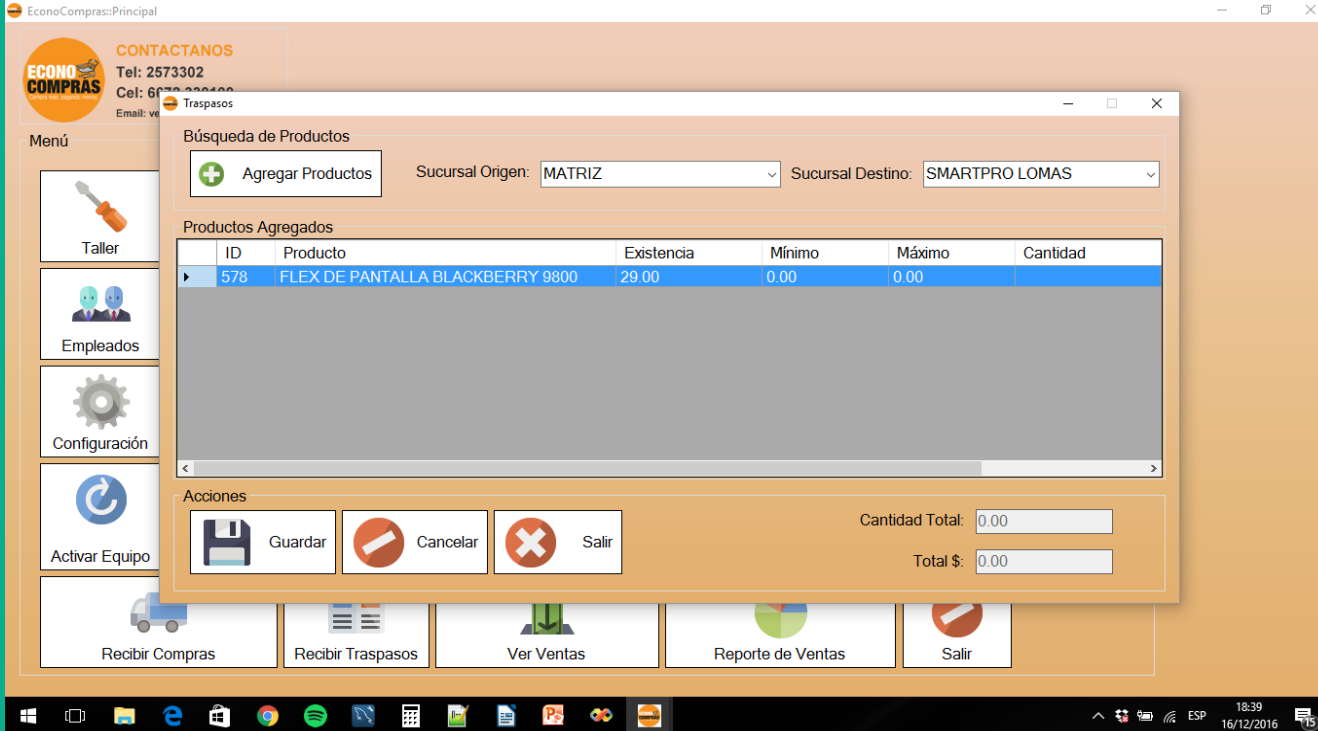 EconoCompras::Principal
ECONO
COMPRAS
CONTACTANOS
Tel: 2573302
Cel:
Email:
Menú
Taller
Empleados
Configuración
Activar Equipo
Traspasos
Búsqueda de Productos
Agregar Productos
Sucursal Origen: MATRIZ
Sucursal Destino: SMARTPRO LOMAS
Productos Agregados
ID Producto Existencia Mínimo Máximo Cantidad
578 FLEX DE PANTALLA BLACKBERRY 9800 29.00 0.00 0.00
Acciones
Guardar Cancelar Salir
Cantidad Total: 0.00
Total $: 0.00
Recibir Compras Recibir Traspasos Ver Ventas Reporte de Ventas Salir
ESP
18:39
16/12/2016
15